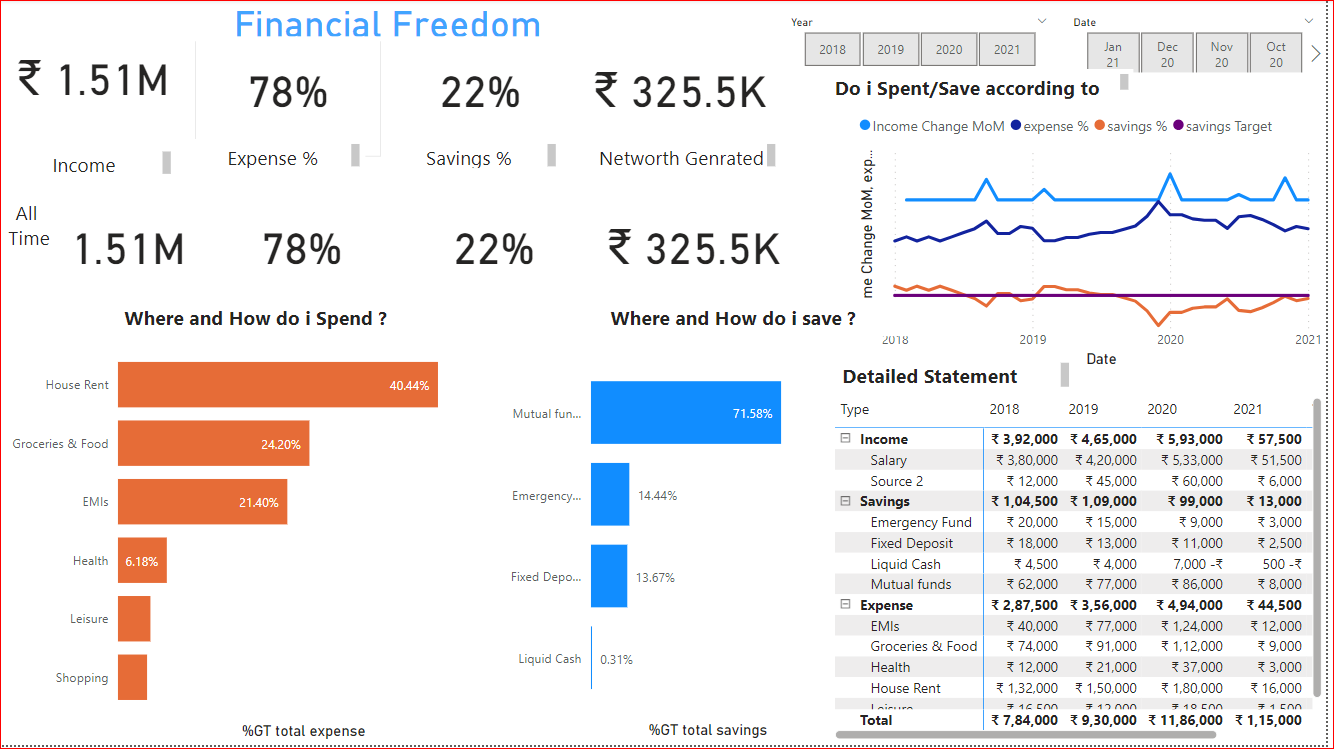 Financial Freedom
Year
2018 2019 2020 2021
Date
Jan 21 Dec 20 Nov 20 Oct 20
₹ 1.51M
Income
78%
Expense %
22%
Savings %
₹ 325.5K
Networth Genrated
All Time
1.51M
78%
22%
₹ 325.5K
Do i Spent/Save according to
Income Change MoM expense % savings % savings Target
me Change MoM, exp...
2018 2019 2020 2021
Date
Where and How do i Spend ?
House Rent 40.44%
Groceries & Food 24.20%
EMIs 21.40%
Health 6.18%
Leisure
Shopping
%GT total expense
Where and How do i save ?
Mutual fun... 71.58%
Emergency... 14.44%
Fixed Depo... 13.67%
Liquid Cash 0.31%
%GT total savings
Detailed Statement
Type 2018 2019 2020 2021
Income ₹ 3,92,000 ₹ 4,65,000 ₹ 5,93,000 ₹ 57,500
Salary ₹ 3,80,000 ₹ 4,20,000 ₹ 5,33,000 ₹ 51,500
Source 2 ₹ 12,000 ₹ 45,000 ₹ 60,000 ₹ 6,000
Savings ₹ 1,04,500 ₹ 1,09,000 ₹ 99,000 ₹ 13,000
Emergency Fund ₹ 20,000 ₹ 15,000 ₹ 9,000 ₹ 3,000
Fixed Deposit ₹ 18,000 ₹ 13,000 ₹ 11,000 ₹ 2,500
Liquid Cash ₹ 4,500 ₹ 4,000 7,000 -₹ 500 -₹
Mutual funds ₹ 62,000 ₹ 77,000 ₹ 86,000 ₹ 8,000
Expense ₹ 2,87,500 ₹ 3,56,000 ₹ 4,94,000 ₹ 44,500
EMIs ₹ 40,000 ₹ 77,000 ₹ 1,24,000 ₹ 12,000
Groceries & Food ₹ 74,000 ₹ 91,000 ₹ 1,12,000 ₹ 9,000
Health ₹ 12,000 ₹ 21,000 ₹ 37,000 ₹ 3,000
House Rent ₹ 1,32,000 ₹ 1,50,000 ₹ 1,80,000 ₹ 16,000
Total ₹ 7,84,000 ₹ 9,30,000 ₹ 11,86,000 ₹ 1,15,000